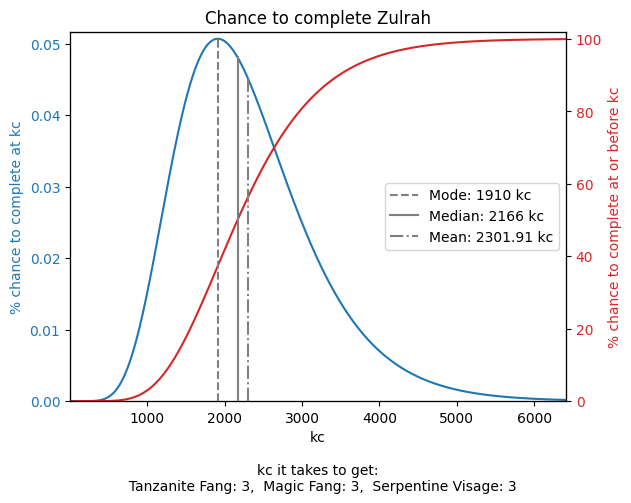 Chance to complete Zulrah
% chance to complete at kc
0.05
0.04
0.03
0.02
0.01
0.00
100
80
60
40
20
0
% chance to complete at or before kc
Mode: 1910 kc
Median: 2166 kc
Mean: 2301.91 kc
1000 2000 3000 4000 5000 6000
kc
kc it takes to get:
Tanzanite Fang: 3,  Magic Fang: 3,  Serpentine Visage: 3